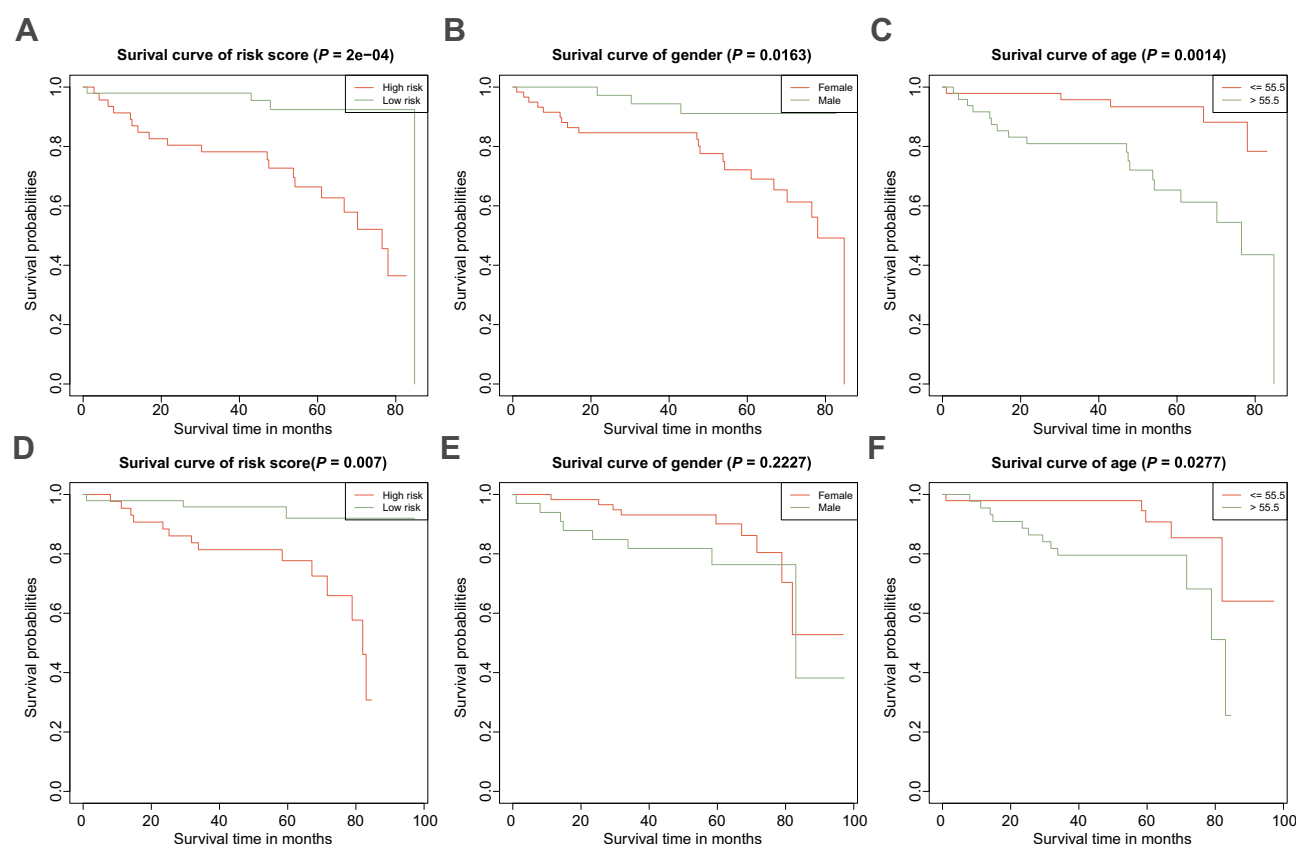 A
Surival curve of risk score (P = 2e−04)
High risk
Low risk
Survival probabilities
0.0 0.2 0.4 0.6 0.8 1.0
0 20 40 60 80
Survival time in months
B
Surival curve of gender (P = 0.0163)
Female
Male
Survival probabilities
0.0 0.2 0.4 0.6 0.8 1.0
0 20 40 60 80
Survival time in months
C
Surival curve of age (P = 0.0014)
<= 55.5
> 55.5
Survival probabilities
0.0 0.2 0.4 0.6 0.8 1.0
0 20 40 60 80
Survival time in months
D
Surival curve of risk score(P = 0.007)
High risk
Low risk
Survival probabilities
0.0 0.2 0.4 0.6 0.8 1.0
0 20 40 60 80 100
Survival time in months
E
Surival curve of gender (P = 0.2227)
Female
Male
Survival probabilities
0.0 0.2 0.4 0.6 0.8 1.0
0 20 40 60 80 100
Survival time in months
F
Surival curve of age (P = 0.0277)
<= 55.5
> 55.5
Survival probabilities
0.0 0.2 0.4 0.6 0.8 1.0
0 20 40 60 80 100
Survival time in months